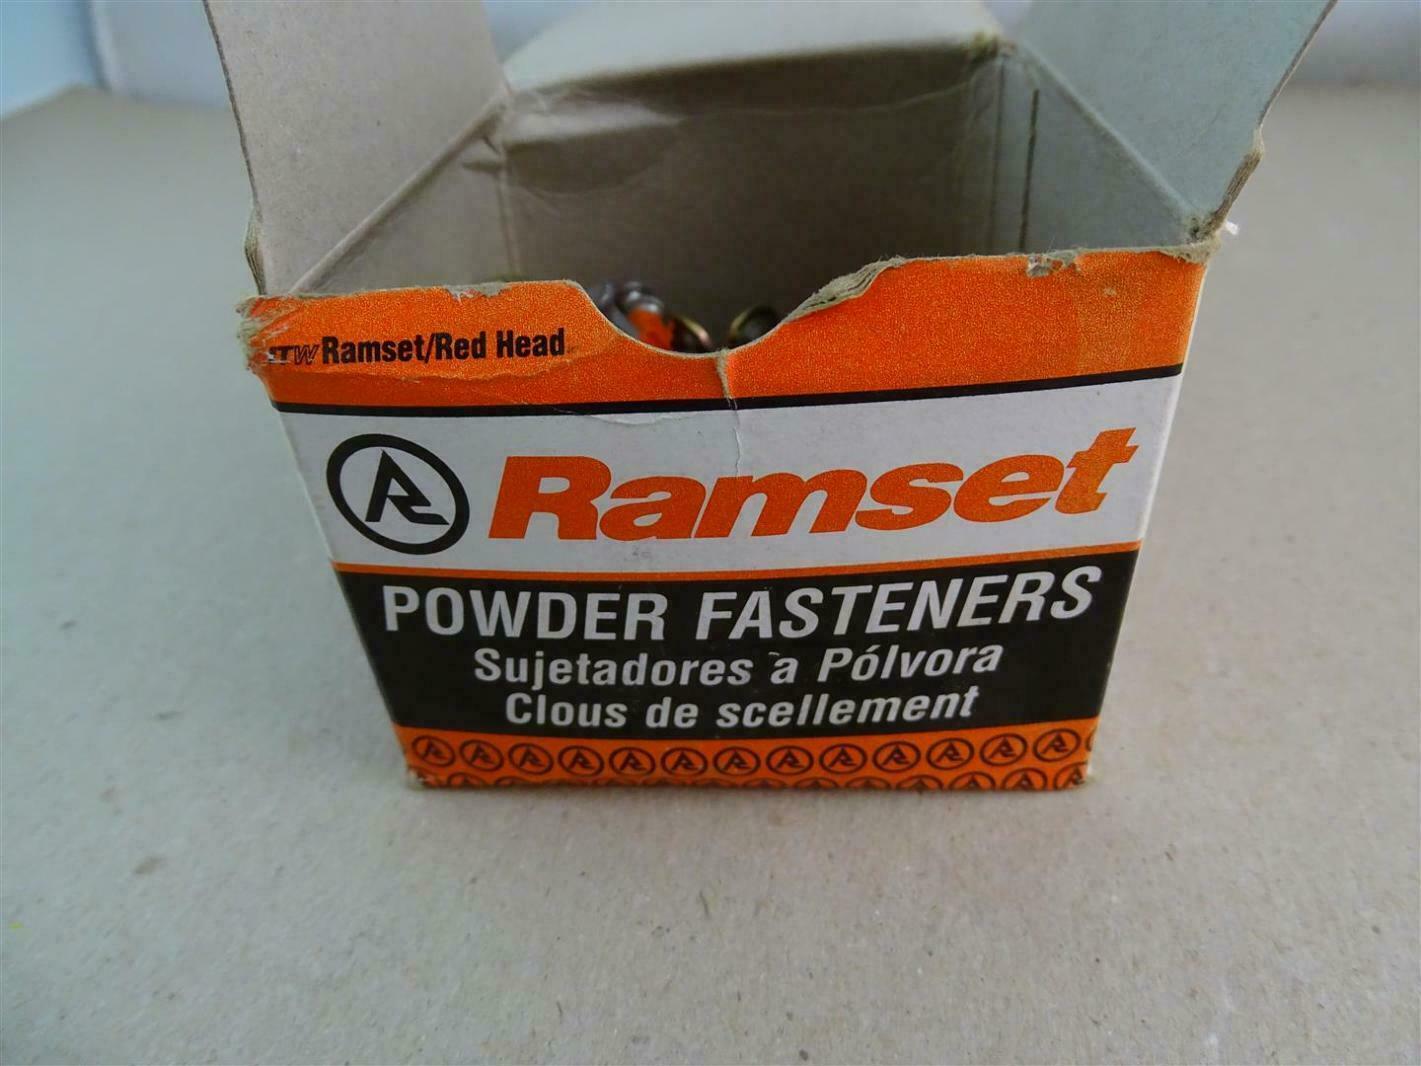 ITW Ramset/Red Head
Ramset
POWDER FASTENERS
Sujetadores a Pólvora
Clous de scellement